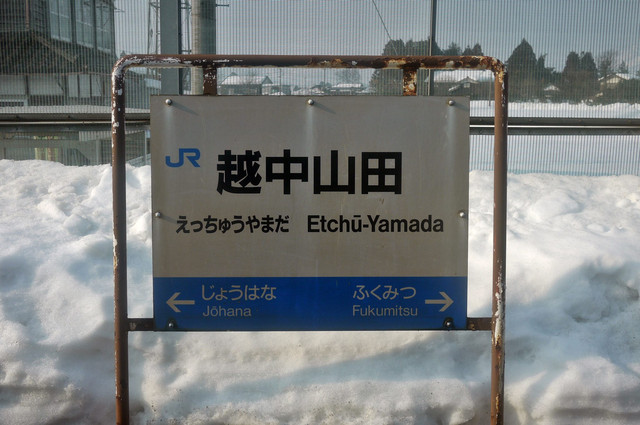 JR 越中山田
えっちゅうやまだ Etchū-Yamada
← じょうはな ふくみつ →
Jōhana Fukumitsu